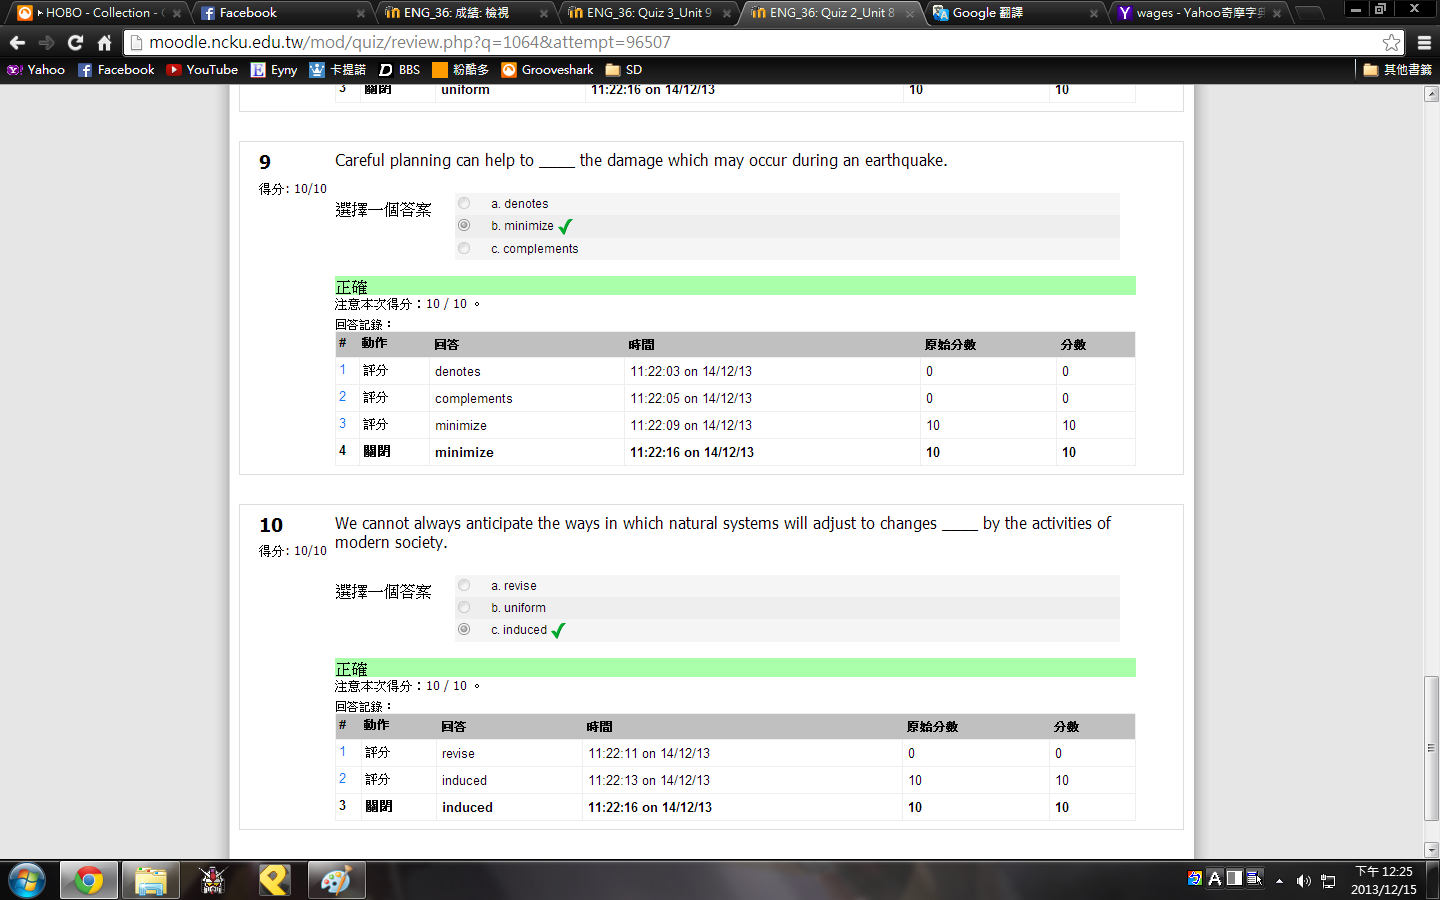 HOBO - Collection - (
Facebook
ENG_36: 成績: 檢視
ENG_36: Quiz 3_Unit 9
ENG_36: Quiz 2_Unit 8
Google 翻譯
wages - Yahoo奇摩字典
moodle.ncku.edu.tw/mod/quiz/review.php?q=1064&attempt=96507
Yahoo Facebook YouTube Eyny 卡提諾 BBS 粉酷多 Grooveshark SD 其他書籤
3 關閉 uniform 11:22:16 on 14/12/13 10 10
9 Careful planning can help to ____ the damage which may occur during an earthquake.
得分: 10/10
選擇一個答案
a. denotes
b. minimize
c. complements
正確
注意本次得分：10 / 10 。
回答記錄：
# 動作 回答 時間 原始分數 分數
1 評分 denotes 11:22:03 on 14/12/13 0 0
2 評分 complements 11:22:05 on 14/12/13 0 0
3 評分 minimize 11:22:09 on 14/12/13 10 10
4 關閉 minimize 11:22:16 on 14/12/13 10 10
10 We cannot always anticipate the ways in which natural systems will adjust to changes ____ by the activities of
modern society.
得分: 10/10
選擇一個答案
a. revise
b. uniform
c. induced
正確
注意本次得分：10 / 10 。
回答記錄：
# 動作 回答 時間 原始分數 分數
1 評分 revise 11:22:11 on 14/12/13 0 0
2 評分 induced 11:22:13 on 14/12/13 10 10
3 關閉 induced 11:22:16 on 14/12/13 10 10
下午 12:25
2013/12/15